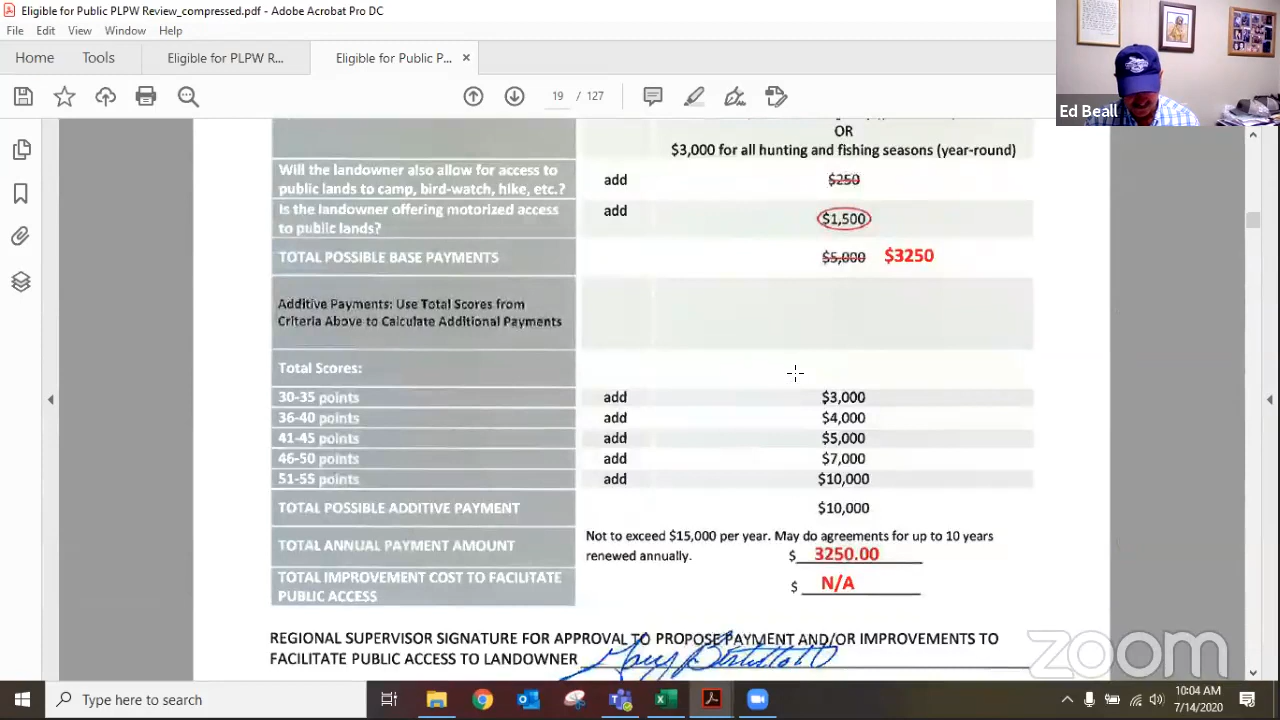 Eligible for Public PLPW Review_compressed.pdf - Adobe Acrobat Pro DC
File Edit View Window Help
Home Tools Eligible for PLPW R... Eligible for Public P... ×
19 / 127
Ed Beall
OR
$3,000 for all hunting and fishing seasons (year-round)
Will the landowner also allow for access to
public lands to camp, bird-watch, hike, etc.? add $250
Is the landowner offering motorized access
to public lands? add $1,500
TOTAL POSSIBLE BASE PAYMENTS $5,000 $3250
Additive Payments: Use Total Scores from
Criteria Above to Calculate Additional Payments
Total Scores:
30-35 points add $3,000
36-40 points add $4,000
41-45 points add $5,000
46-50 points add $7,000
51-55 points add $10,000
TOTAL POSSIBLE ADDITIVE PAYMENT $10,000
TOTAL ANNUAL PAYMENT AMOUNT
Not to exceed $15,000 per year. May do agreements for up to 10 years
renewed annually. $ 3250.00
TOTAL IMPROVEMENT COST TO FACILITATE
PUBLIC ACCESS $ N/A
REGIONAL SUPERVISOR SIGNATURE FOR APPROVAL TO PROPOSE PAYMENT AND/OR IMPROVEMENTS TO
FACILITATE PUBLIC ACCESS TO LANDOWNER
zoom
Type here to search
10:04 AM
7/14/2020